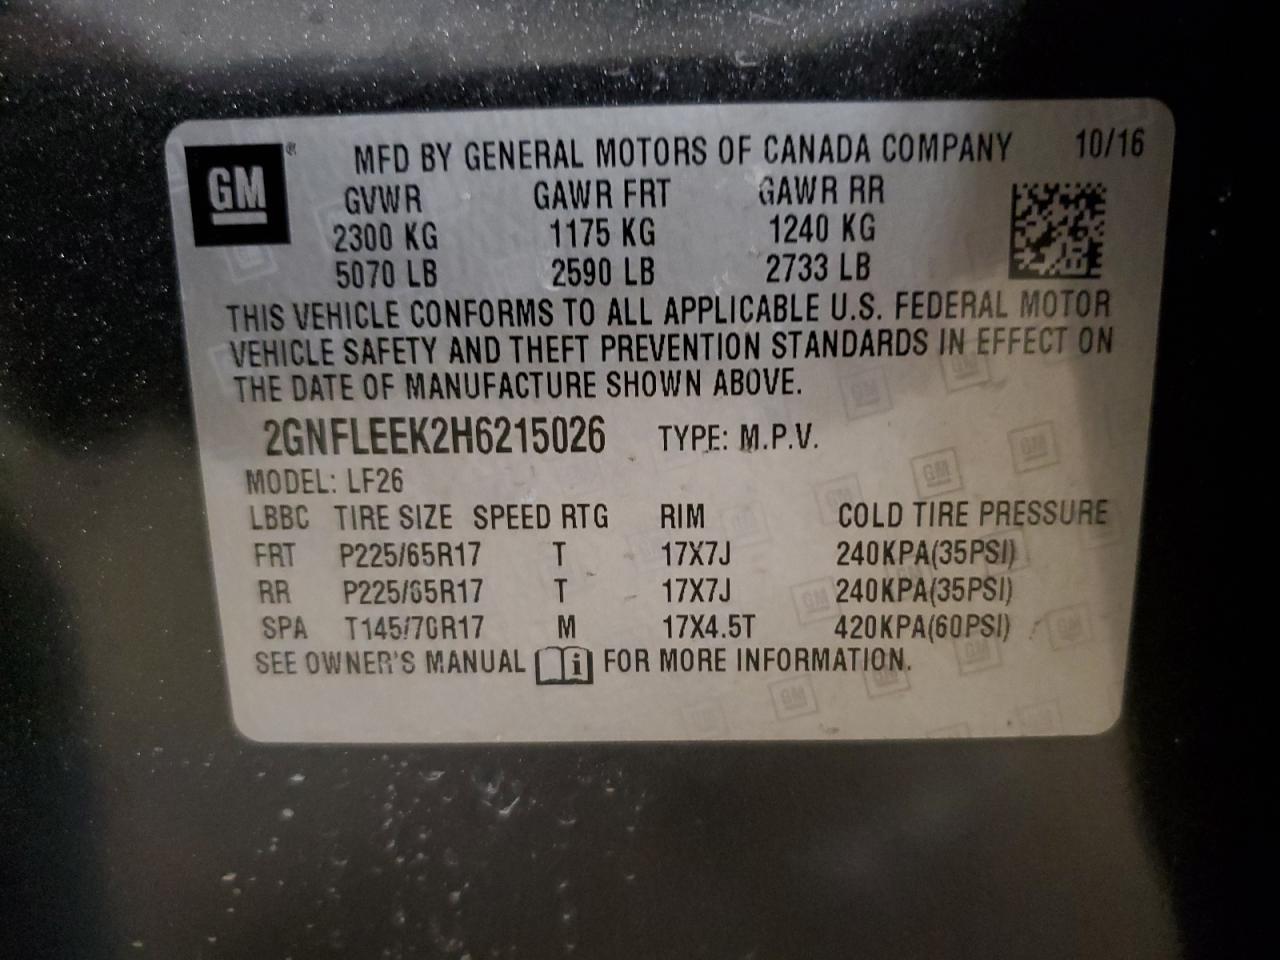 GM ® MFD BY GENERAL MOTORS OF CANADA COMPANY 10/16
GVWR GAWR FRT GAWR RR
2300 KG 1175 KG 1240 KG
5070 LB 2590 LB 2733 LB
THIS VEHICLE CONFORMS TO ALL APPLICABLE U.S. FEDERAL MOTOR
VEHICLE SAFETY AND THEFT PREVENTION STANDARDS IN EFFECT ON
THE DATE OF MANUFACTURE SHOWN ABOVE.
2GNFLEEK2H6215026 TYPE: M.P.V.
MODEL: LF26
LBBC TIRE SIZE SPEED RTG RIM COLD TIRE PRESSURE
FRT P225/65R17 T 17X7J 240KPA(35PSI)
RR P225/65R17 T 17X7J 240KPA(35PSI)
SPA T145/70R17 M 17X4.5T 420KPA(60PSI)
SEE OWNER'S MANUAL i FOR MORE INFORMATION.